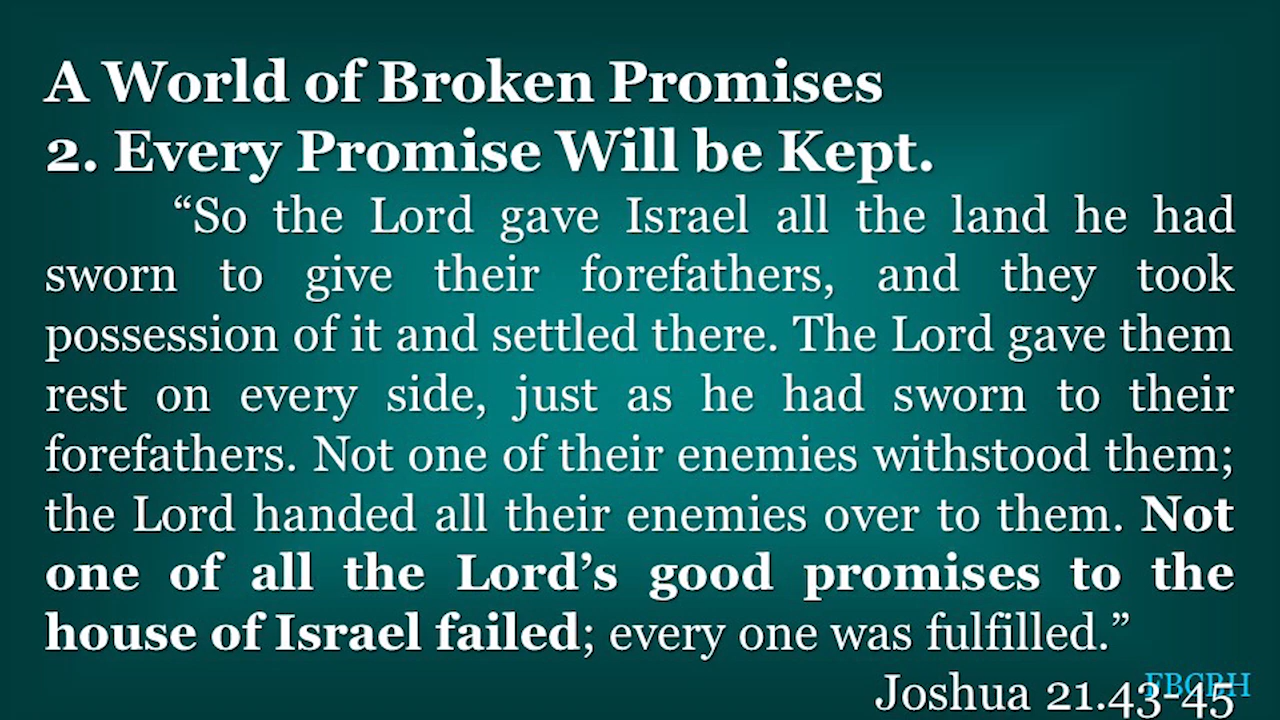 A World of Broken Promises
2. Every Promise Will be Kept.
“So the Lord gave Israel all the land he had
sworn to give their forefathers, and they took
possession of it and settled there. The Lord gave them
rest on every side, just as he had sworn to their
forefathers. Not one of their enemies withstood them;
the Lord handed all their enemies over to them. Not
one of all the Lord’s good promises to the
house of Israel failed; every one was fulfilled.”
Joshua 21.43-45
FBCBH